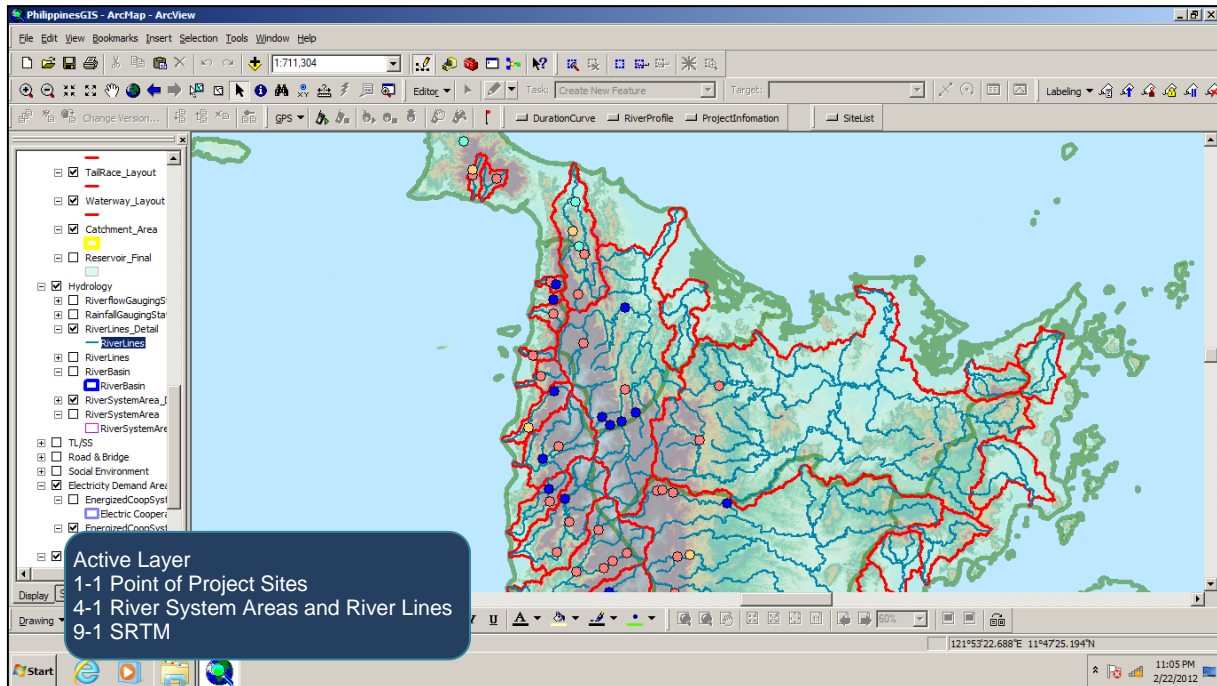 PhilippinesGIS - ArcMap - ArcView
File Edit View Bookmarks Insert Selection Tools Window Help
1:711,304
Editor Task: Create New Feature Target: Labeling
Change Version... GPS DurationCurve RiverProfile ProjectInfomation SiteList
TailRace_Layout
Waterway_Layout
Catchment_Area
Reservoir_Final
Hydrology
RiverflowGaugingSt
RainfallGaugingStat
RiverLines_Detail
RiverLines
RiverLines
RiverBasin
RiverBasin
RiverSystemArea_D
RiverSystemArea
RiverSystemAre
TL/SS
Road & Bridge
Social Environment
Electricity Demand Area
EnergizedCoopSyst
Electric Coopera
EnergizedCoopSyst
Active Layer
1-1 Point of Project Sites
4-1 River System Areas and River Lines
9-1 SRTM
Display S
Drawing U A 60%
121°53'22.688"E 11°47'25.194"N
Start 11:05 PM
2/22/2012